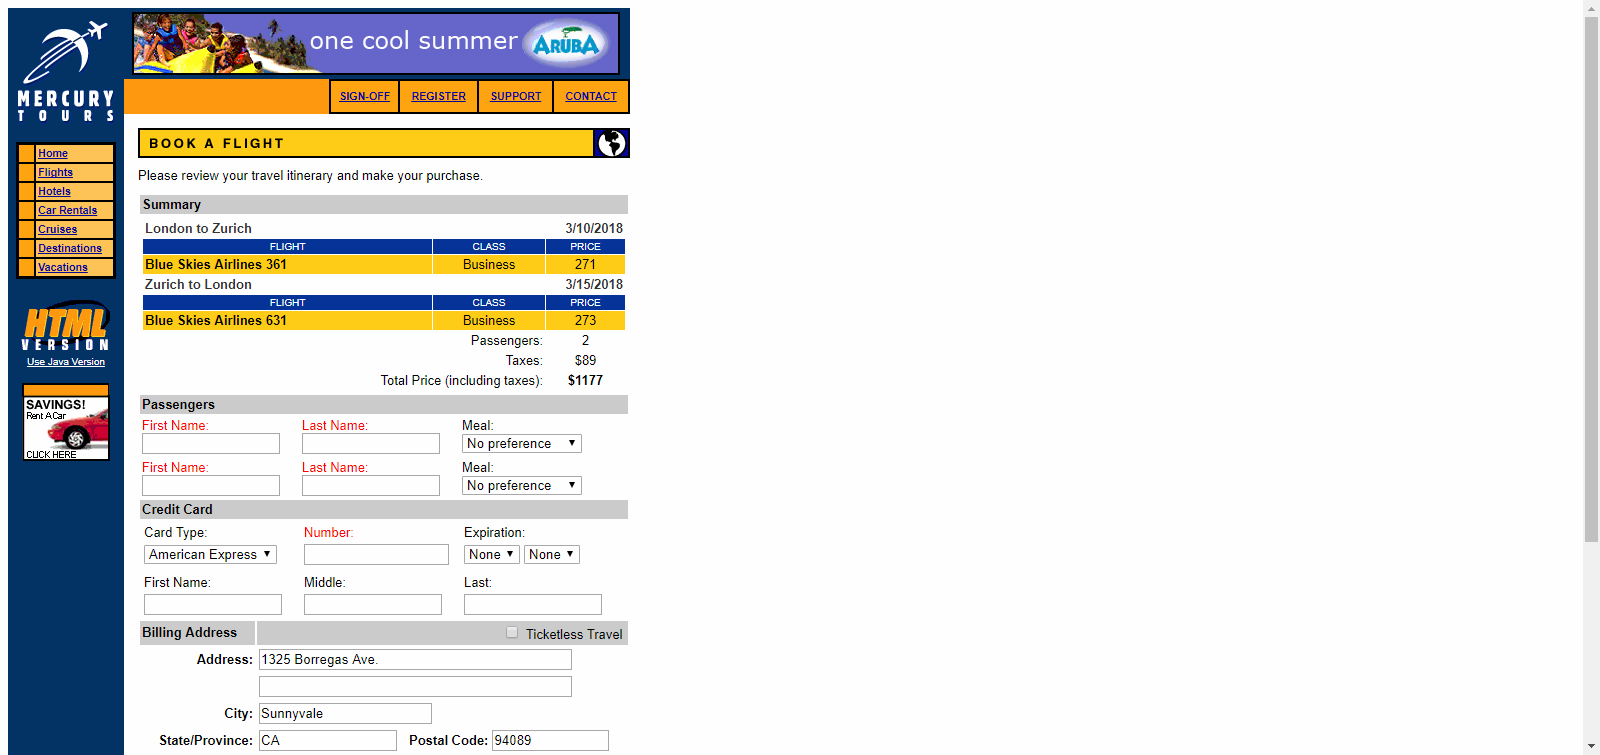 one cool summer ARUBA
MERCURY
TOURS
SIGN-OFF REGISTER SUPPORT CONTACT
BOOK A FLIGHT
Home
Flights
Hotels
Car Rentals
Cruises
Destinations
Vacations
HTML
VERSION
Use Java Version
SAVINGS!
Rent A Car
CLICK HERE
Please review your travel itinerary and make your purchase.
Summary
London to Zurich 3/10/2018
FLIGHT CLASS PRICE
Blue Skies Airlines 361 Business 271
Zurich to London 3/15/2018
FLIGHT CLASS PRICE
Blue Skies Airlines 631 Business 273
Passengers: 2
Taxes: $89
Total Price (including taxes): $1177
Passengers
First Name: Last Name: Meal:
No preference
First Name: Last Name: Meal:
No preference
Credit Card
Card Type: Number: Expiration:
American Express None None
First Name: Middle: Last:
Billing Address Ticketless Travel
Address: 1325 Borregas Ave.
City: Sunnyvale
State/Province: CA Postal Code: 94089